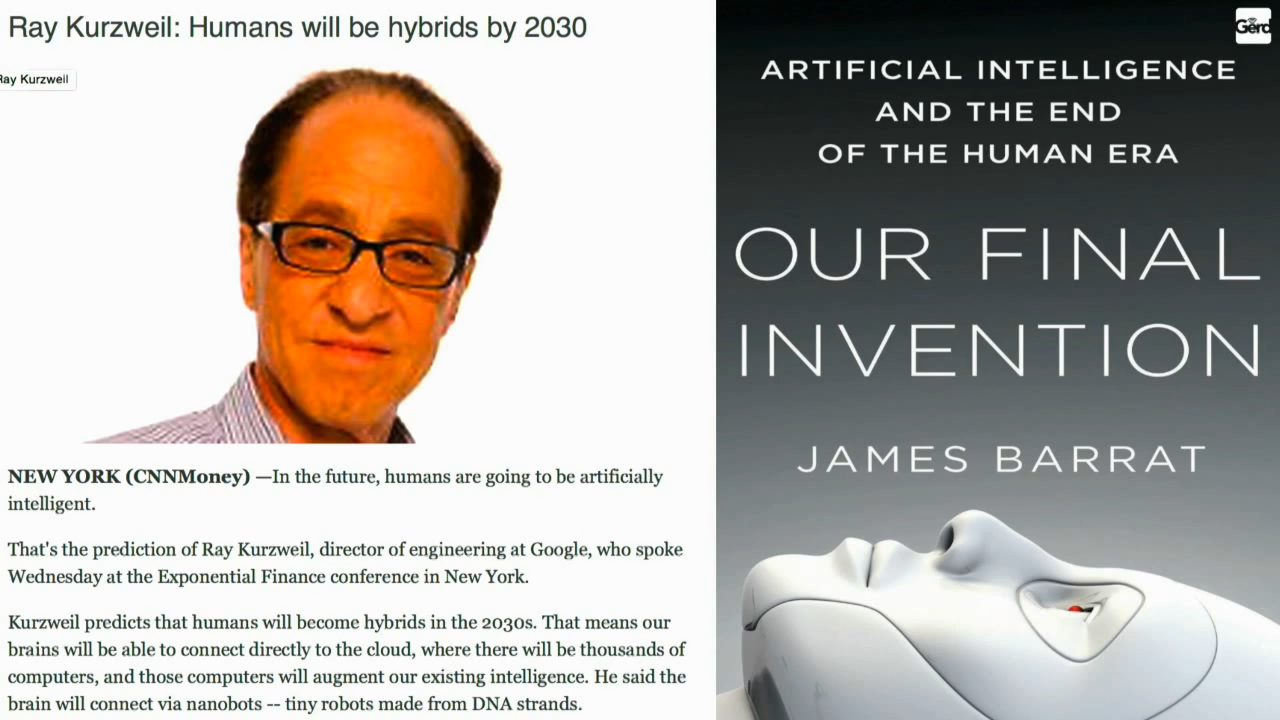 Ray Kurzweil: Humans will be hybrids by 2030
Ray Kurzweil
NEW YORK (CNNMoney) —In the future, humans are going to be artificially
intelligent.
That's the prediction of Ray Kurzweil, director of engineering at Google, who spoke
Wednesday at the Exponential Finance conference in New York.
Kurzweil predicts that humans will become hybrids in the 2030s. That means our
brains will be able to connect directly to the cloud, where there will be thousands of
computers, and those computers will augment our existing intelligence. He said the
brain will connect via nanobots -- tiny robots made from DNA strands.
Gerd
ARTIFICIAL INTELLIGENCE
AND THE END
OF THE HUMAN ERA
OUR FINAL
INVENTION
JAMES BARRAT